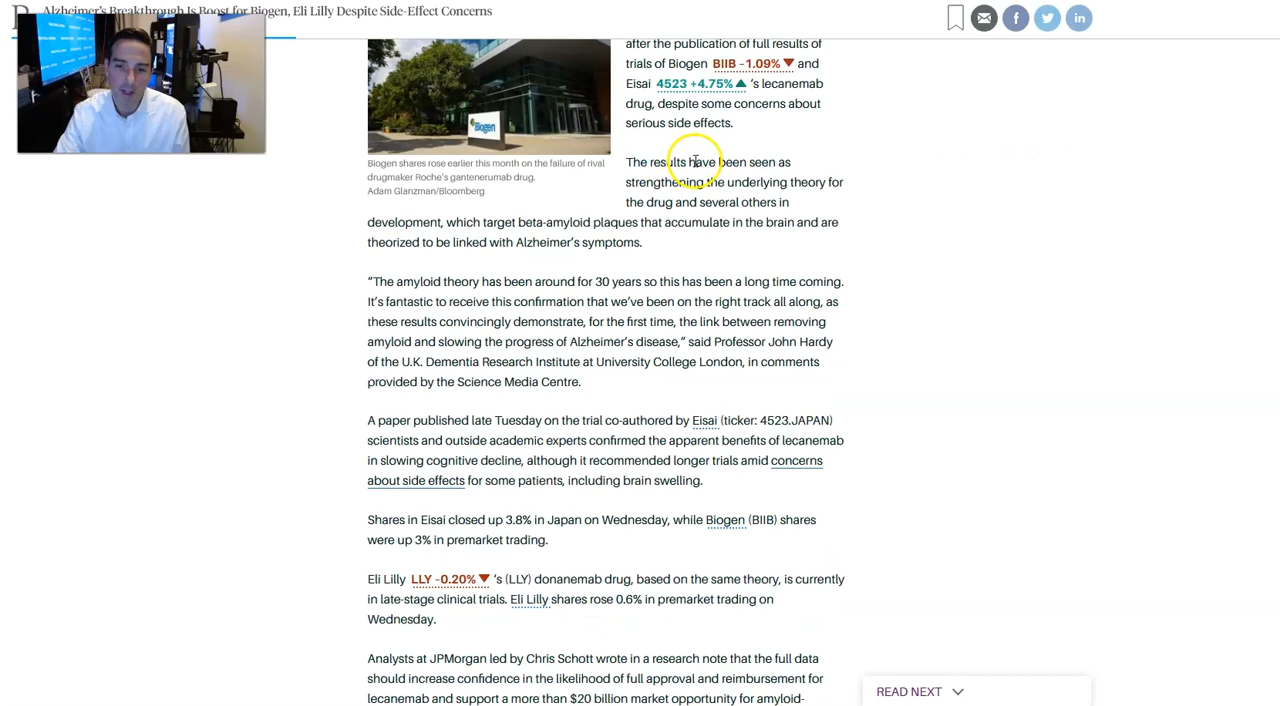 Alzheimer's Breakthrough Is Boost for Biogen, Eli Lilly Despite Side-Effect Concerns
after the publication of full results of
trials of Biogen BIIB –1.09% ▼ and
Eisai 4523 +4.75% ▲ 's lecanemab
drug, despite some concerns about
serious side effects.
Biogen
Biogen shares rose earlier this month on the failure of rival
drugmaker Roche's gantenerumab drug.
Adam Glanzman/Bloomberg
The results have been seen as
strengthening the underlying theory for
the drug and several others in
development, which target beta-amyloid plaques that accumulate in the brain and are
theorized to be linked with Alzheimer's symptoms.
“The amyloid theory has been around for 30 years so this has been a long time coming.
It's fantastic to receive this confirmation that we've been on the right track all along, as
these results convincingly demonstrate, for the first time, the link between removing
amyloid and slowing the progress of Alzheimer's disease,” said Professor John Hardy
of the U.K. Dementia Research Institute at University College London, in comments
provided by the Science Media Centre.
A paper published late Tuesday on the trial co-authored by Eisai (ticker: 4523.JAPAN)
scientists and outside academic experts confirmed the apparent benefits of lecanemab
in slowing cognitive decline, although it recommended longer trials amid concerns
about side effects for some patients, including brain swelling.
Shares in Eisai closed up 3.8% in Japan on Wednesday, while Biogen (BIIB) shares
were up 3% in premarket trading.
Eli Lilly LLY –0.20% ▼ 's (LLY) donanemab drug, based on the same theory, is currently
in late-stage clinical trials. Eli Lilly shares rose 0.6% in premarket trading on
Wednesday.
Analysts at JPMorgan led by Chris Schott wrote in a research note that the full data
should increase confidence in the likelihood of full approval and reimbursement for
lecanemab and support a more than $20 billion market opportunity for amyloid-
READ NEXT